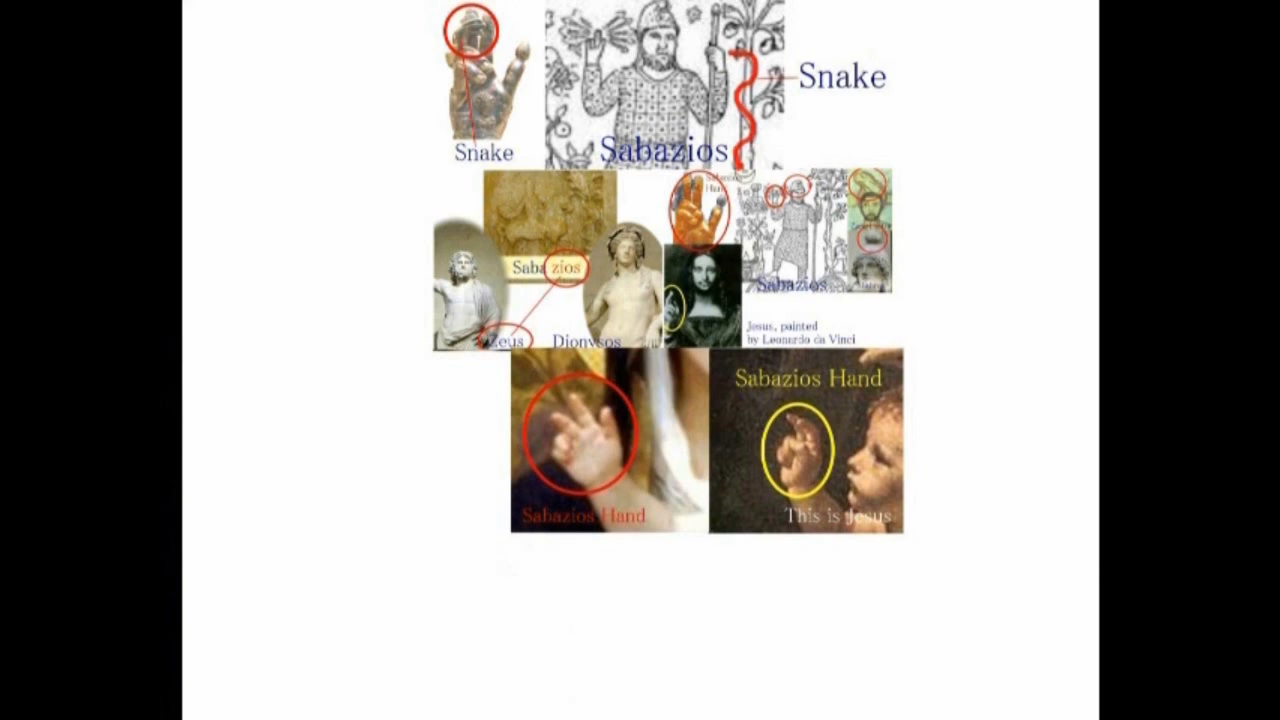 Snake
Snake
Sabazios
Sabazios
Zeus
Dionysos
Hand
Sabazios
Jesus, painted
by Leonardo da Vinci
Sabazios Hand
Sabazios Hand
This is Jesus